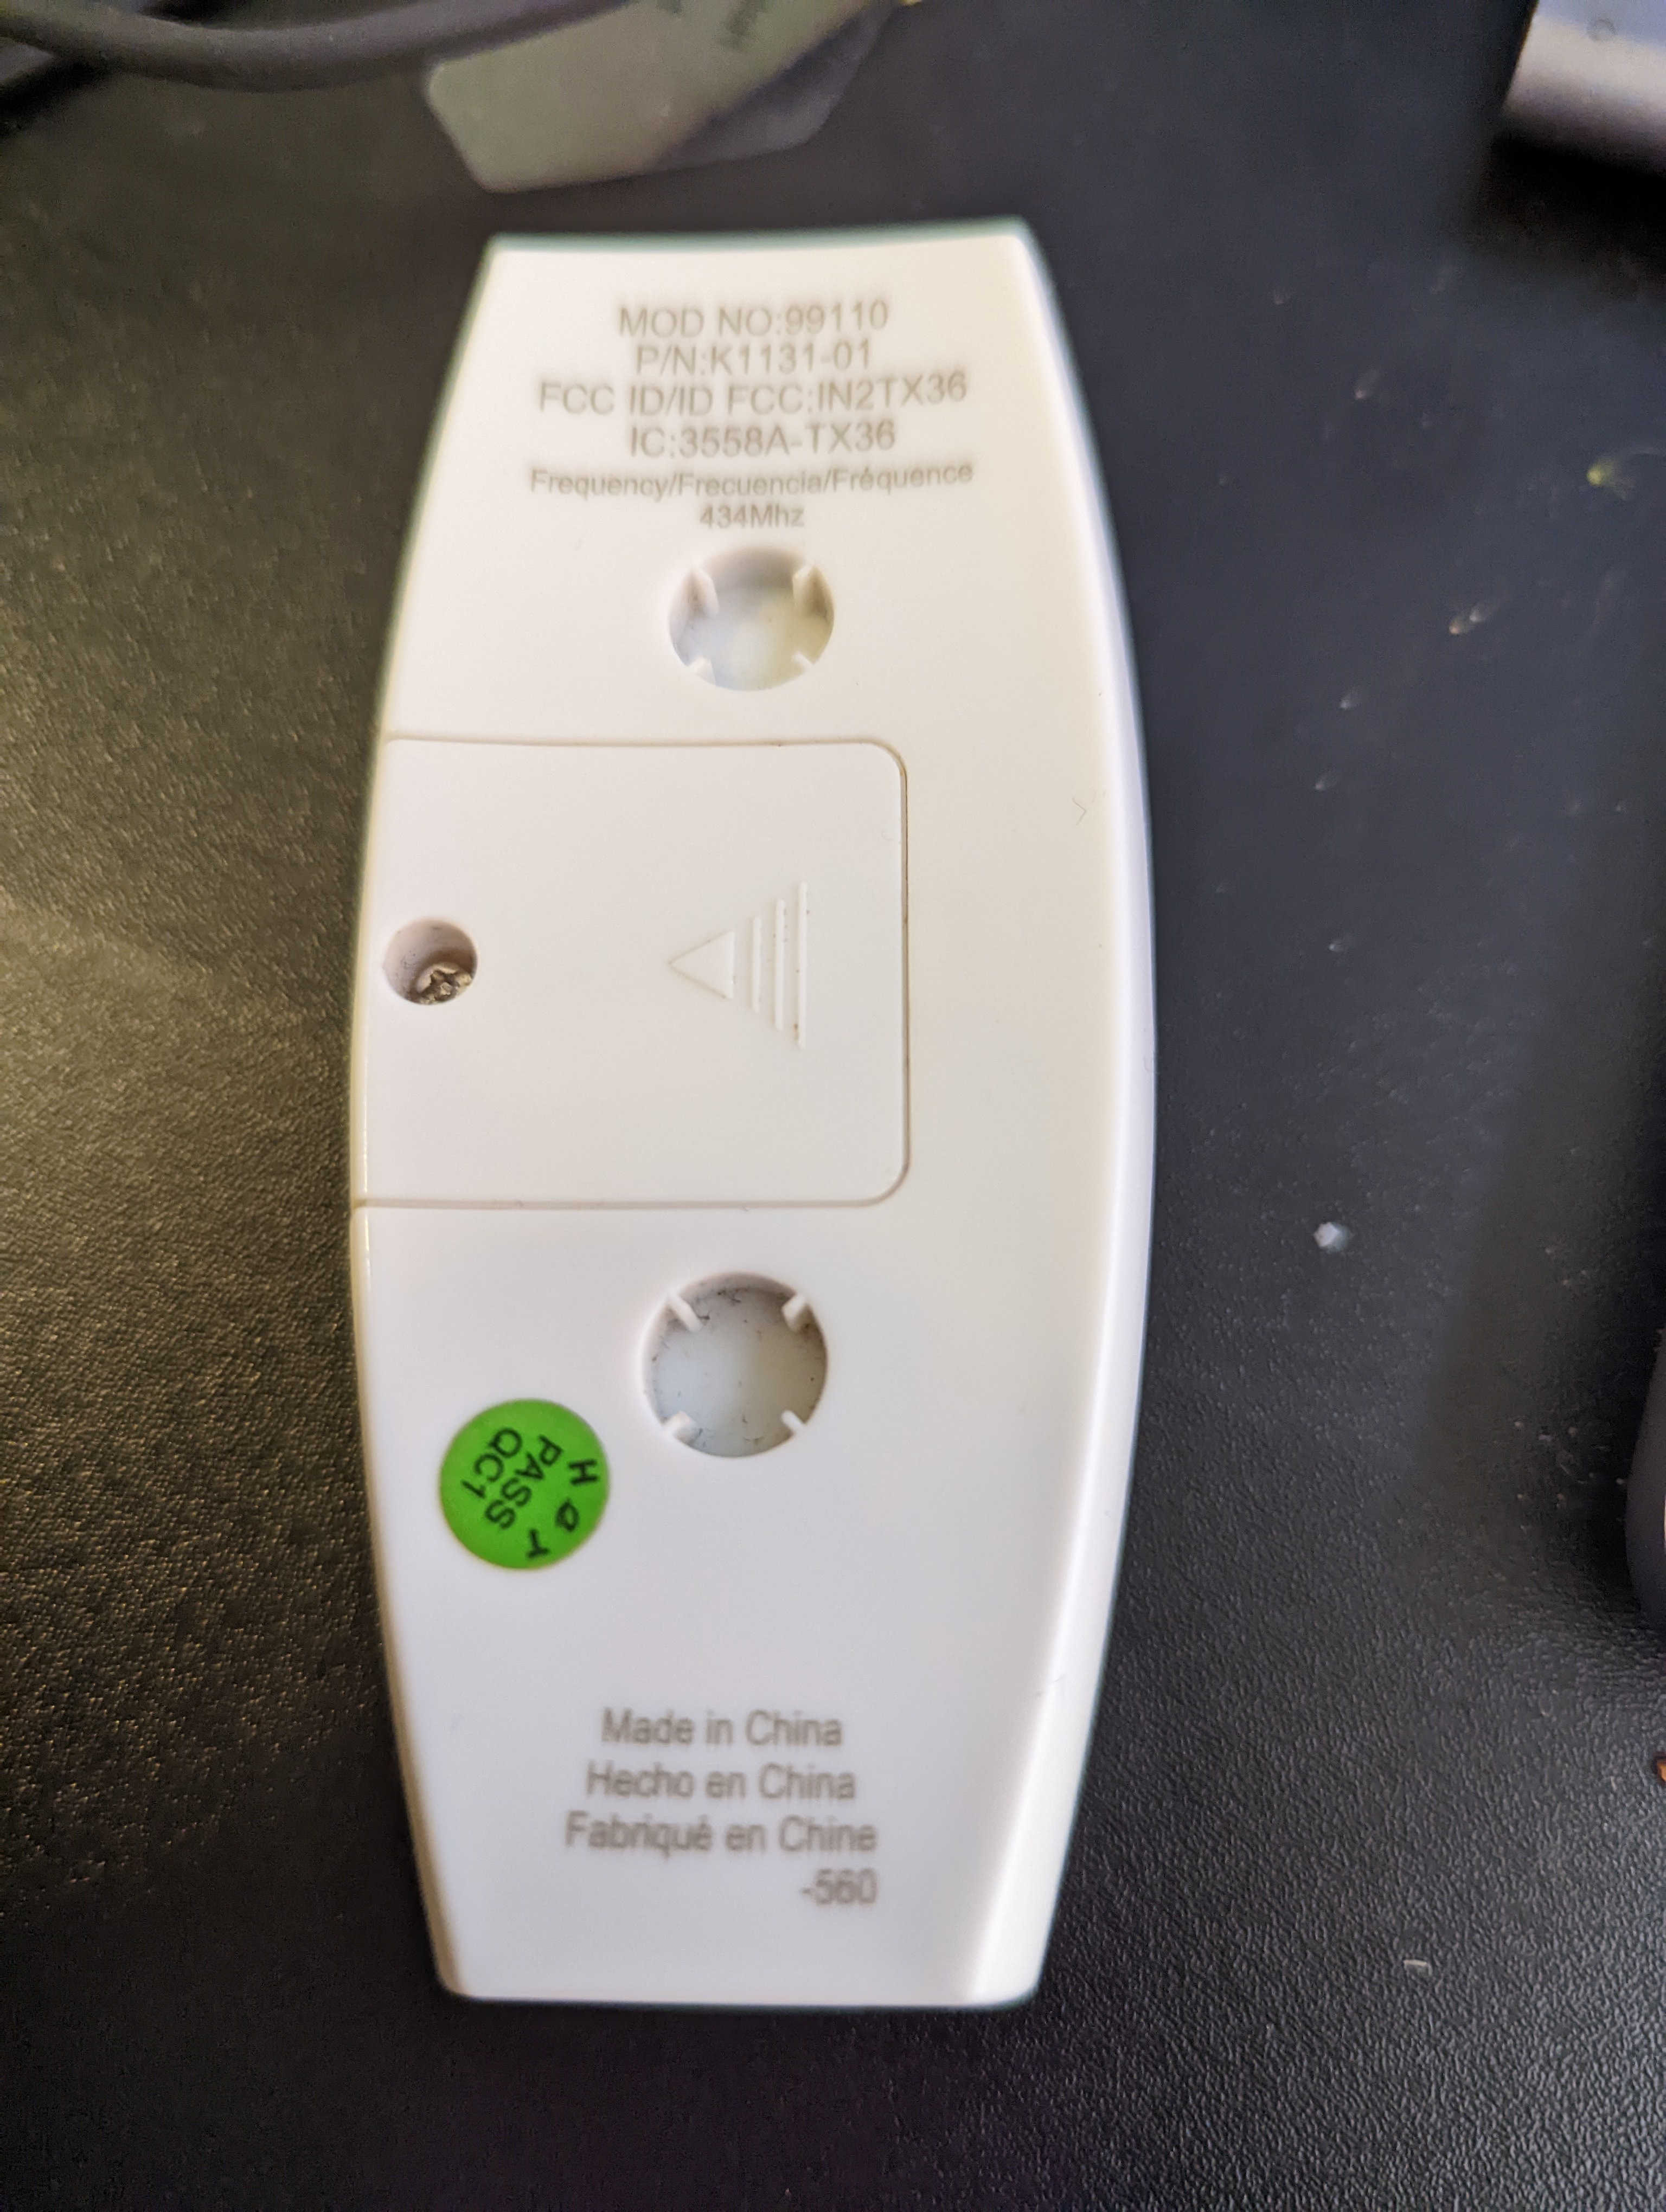 MOD NO:99110
P/N:K1131-01
FCC ID/ID FCC:IN2TX36
IC:3558A-TX36
Frequency/Frecuencia/Fréquence
434Mhz
H Q Y
PASS
QC1
Made in China
Hecho en China
Fabriqué en Chine
-560